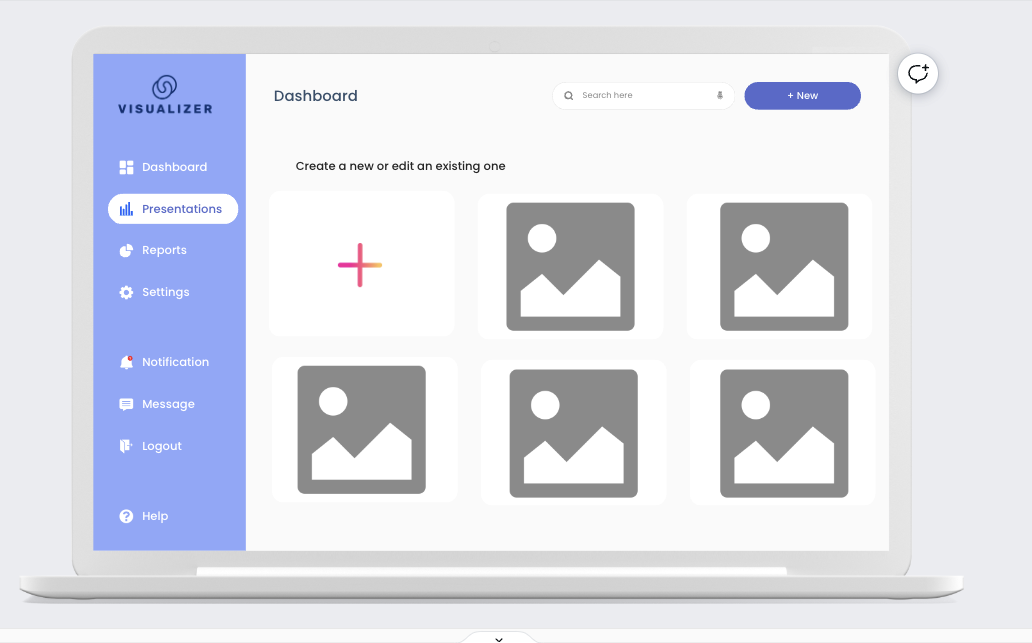 VISUALIZER
Dashboard
Search here
+ New
Dashboard
Presentations
Reports
Settings
Notification
Message
Logout
Help
Create a new or edit an existing one